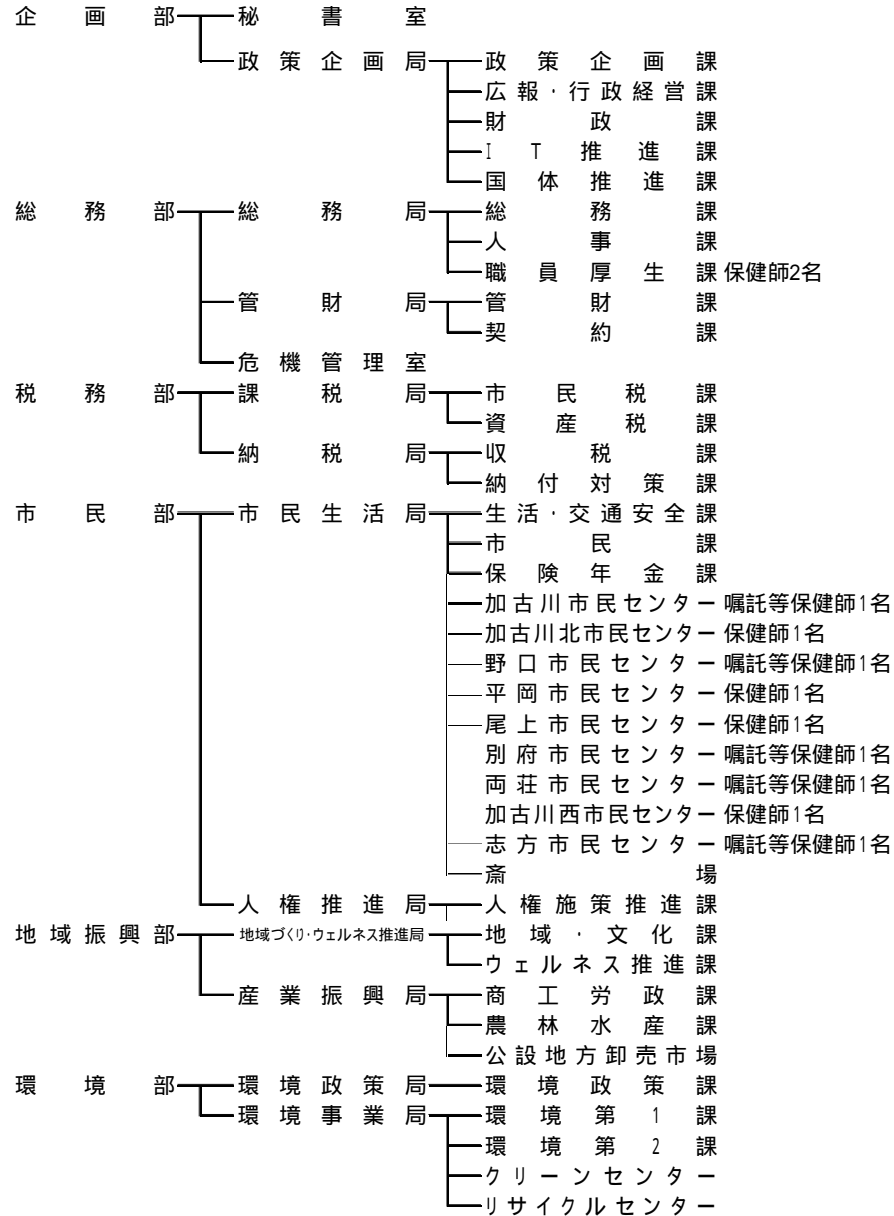 企画部 秘書室
政策企画局 政策企画課
広報・行政経営課
財政課
IT推進課
国体推進課
総務部 総務局 総務課
人事課
職員厚生課 保健師2名
管財局 管財課
契約課
危機管理室
税務部 課税局 市民税課
資産税課
納税局 収税課
納付対策課
市民部 市民生活局 生活・交通安全課
市民課
保険年金課
加古川市民センター 嘱託等保健師1名
加古川北市民センター 保健師1名
野口市民センター 嘱託等保健師1名
平岡市民センター 保健師1名
尾上市民センター 保健師1名
別府市民センター 嘱託等保健師1名
両荘市民センター 嘱託等保健師1名
加古川西市民センター 保健師1名
志方市民センター 嘱託等保健師1名
斎場
人権推進局 人権施策推進課
地域振興部 地域づくり・ウェルネス推進局 地域・文化課
ウェルネス推進課
産業振興局 商工労政課
農林水産課
公設地方卸売市場
環境部 環境政策局 環境政策課
環境事業局 環境第1課
環境第2課
クリーンセンター
リサイクルセンター